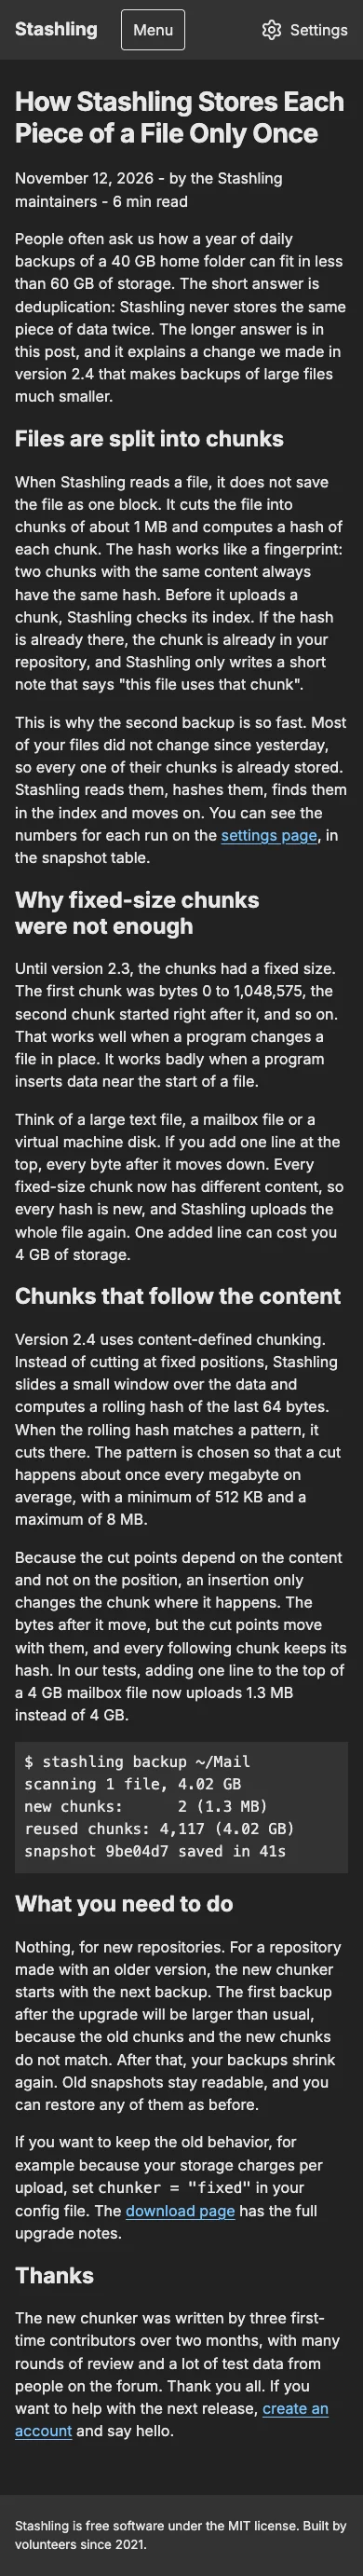 Stashling
Menu
Settings
How Stashling Stores Each
Piece of a File Only Once
November 12, 2026 - by the Stashling
maintainers - 6 min read
People often ask us how a year of daily
backups of a 40 GB home folder can fit in less
than 60 GB of storage. The short answer is
deduplication: Stashling never stores the same
piece of data twice. The longer answer is in
this post, and it explains a change we made in
version 2.4 that makes backups of large files
much smaller.
Files are split into chunks
When Stashling reads a file, it does not save
the file as one block. It cuts the file into
chunks of about 1 MB and computes a hash of
each chunk. The hash works like a fingerprint:
two chunks with the same content always
have the same hash. Before it uploads a
chunk, Stashling checks its index. If the hash
is already there, the chunk is already in your
repository, and Stashling only writes a short
note that says "this file uses that chunk".
This is why the second backup is so fast. Most
of your files did not change since yesterday,
so every one of their chunks is already stored.
Stashling reads them, hashes them, finds them
in the index and moves on. You can see the
numbers for each run on the settings page, in
the snapshot table.
Why fixed-size chunks
were not enough
Until version 2.3, the chunks had a fixed size.
The first chunk was bytes 0 to 1,048,575, the
second chunk started right after it, and so on.
That works well when a program changes a
file in place. It works badly when a program
inserts data near the start of a file.
Think of a large text file, a mailbox file or a
virtual machine disk. If you add one line at the
top, every byte after it moves down. Every
fixed-size chunk now has different content, so
every hash is new, and Stashling uploads the
whole file again. One added line can cost you
4 GB of storage.
Chunks that follow the content
Version 2.4 uses content-defined chunking.
Instead of cutting at fixed positions, Stashling
slides a small window over the data and
computes a rolling hash of the last 64 bytes.
When the rolling hash matches a pattern, it
cuts there. The pattern is chosen so that a cut
happens about once every megabyte on
average, with a minimum of 512 KB and a
maximum of 8 MB.
Because the cut points depend on the content
and not on the position, an insertion only
changes the chunk where it happens. The
bytes after it move, but the cut points move
with them, and every following chunk keeps its
hash. In our tests, adding one line to the top of
a 4 GB mailbox file now uploads 1.3 MB
instead of 4 GB.
$ stashling backup ~/Mail
scanning 1 file, 4.02 GB
new chunks:      2 (1.3 MB)
reused chunks: 4,117 (4.02 GB)
snapshot 9be04d7 saved in 41s
What you need to do
Nothing, for new repositories. For a repository
made with an older version, the new chunker
starts with the next backup. The first backup
after the upgrade will be larger than usual,
because the old chunks and the new chunks
do not match. After that, your backups shrink
again. Old snapshots stay readable, and you
can restore any of them as before.
If you want to keep the old behavior, for
example because your storage charges per
upload, set chunker = "fixed" in your
config file. The download page has the full
upgrade notes.
Thanks
The new chunker was written by three first-
time contributors over two months, with many
rounds of review and a lot of test data from
people on the forum. Thank you all. If you
want to help with the next release, create an
account and say hello.
Stashling is free software under the MIT license. Built by
volunteers since 2021.